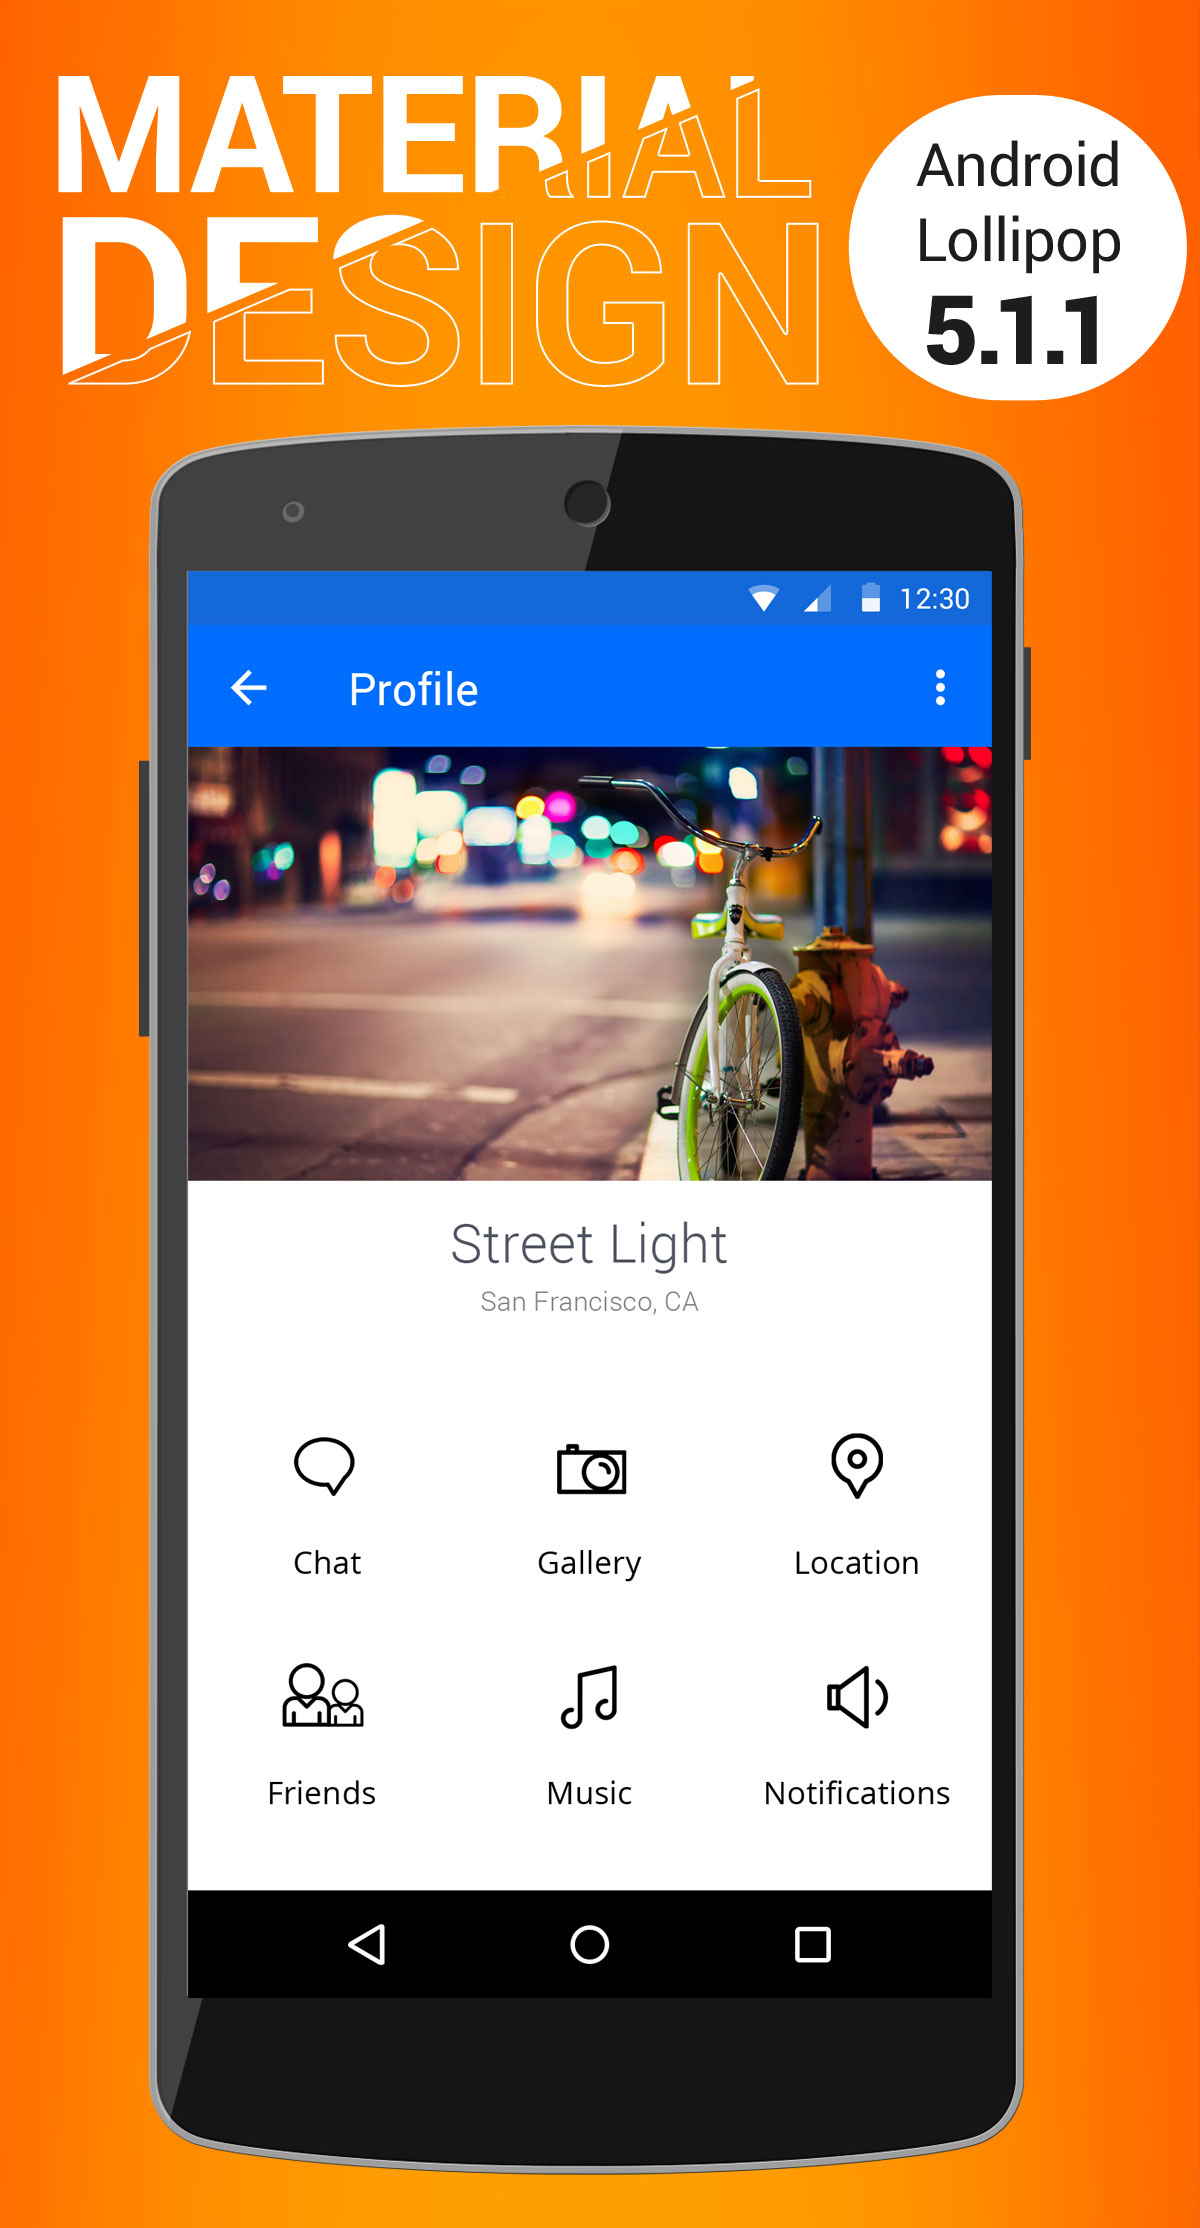 MATERIAL
DESIGN
Android
Lollipop
5.1.1
12:30
Profile
Street Light
San Francisco, CA
Chat
Gallery
Location
Friends
Music
Notifications